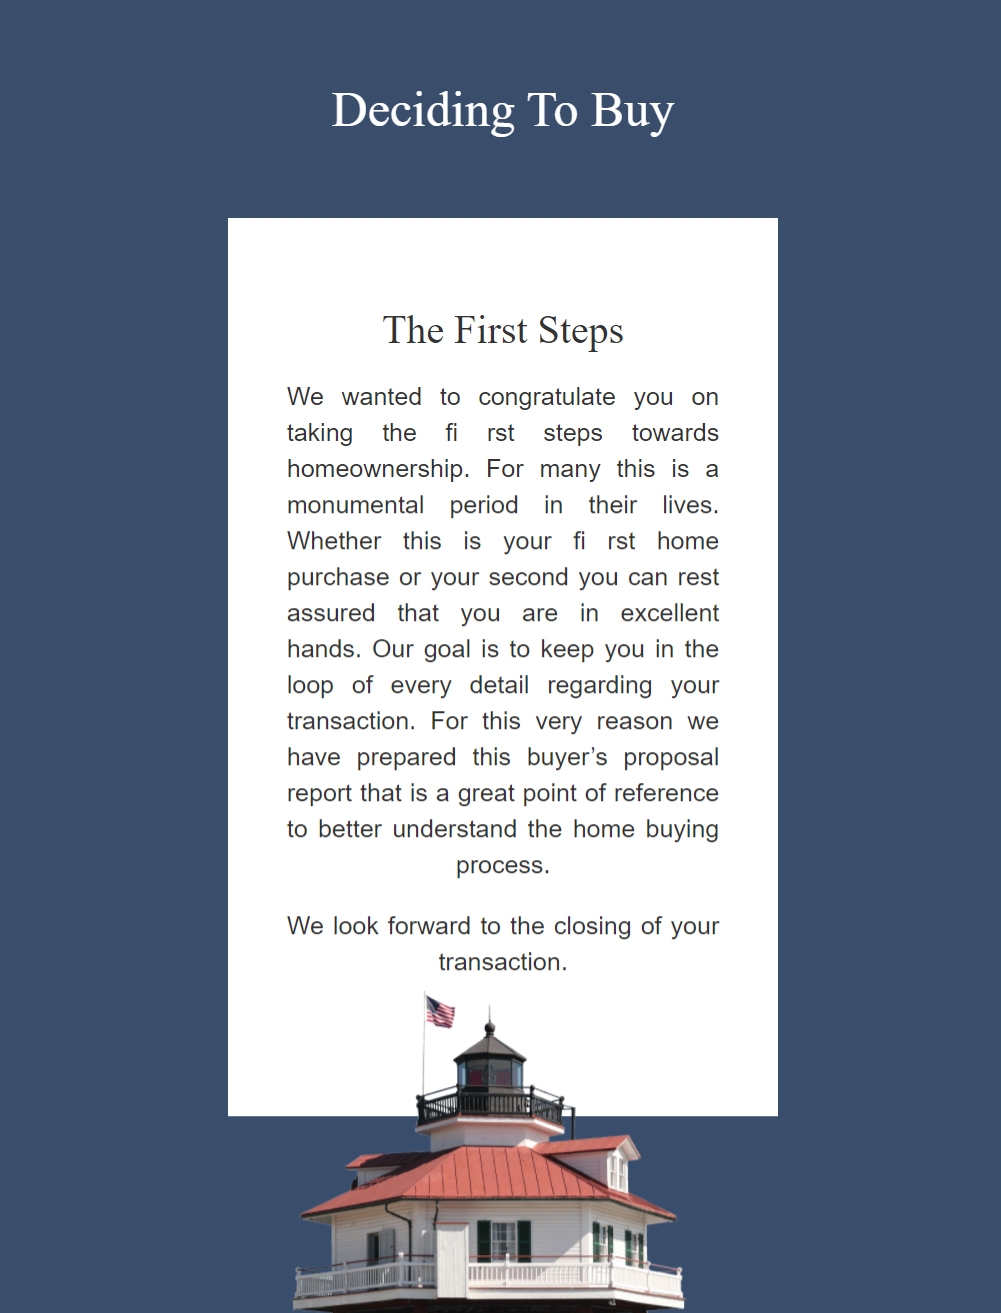 Deciding To Buy
The First Steps
We wanted to congratulate you on
taking the fi rst steps towards
homeownership. For many this is a
monumental period in their lives.
Whether this is your fi rst home
purchase or your second you can rest
assured that you are in excellent
hands. Our goal is to keep you in the
loop of every detail regarding your
transaction. For this very reason we
have prepared this buyer’s proposal
report that is a great point of reference
to better understand the home buying
process.
We look forward to the closing of your
transaction.